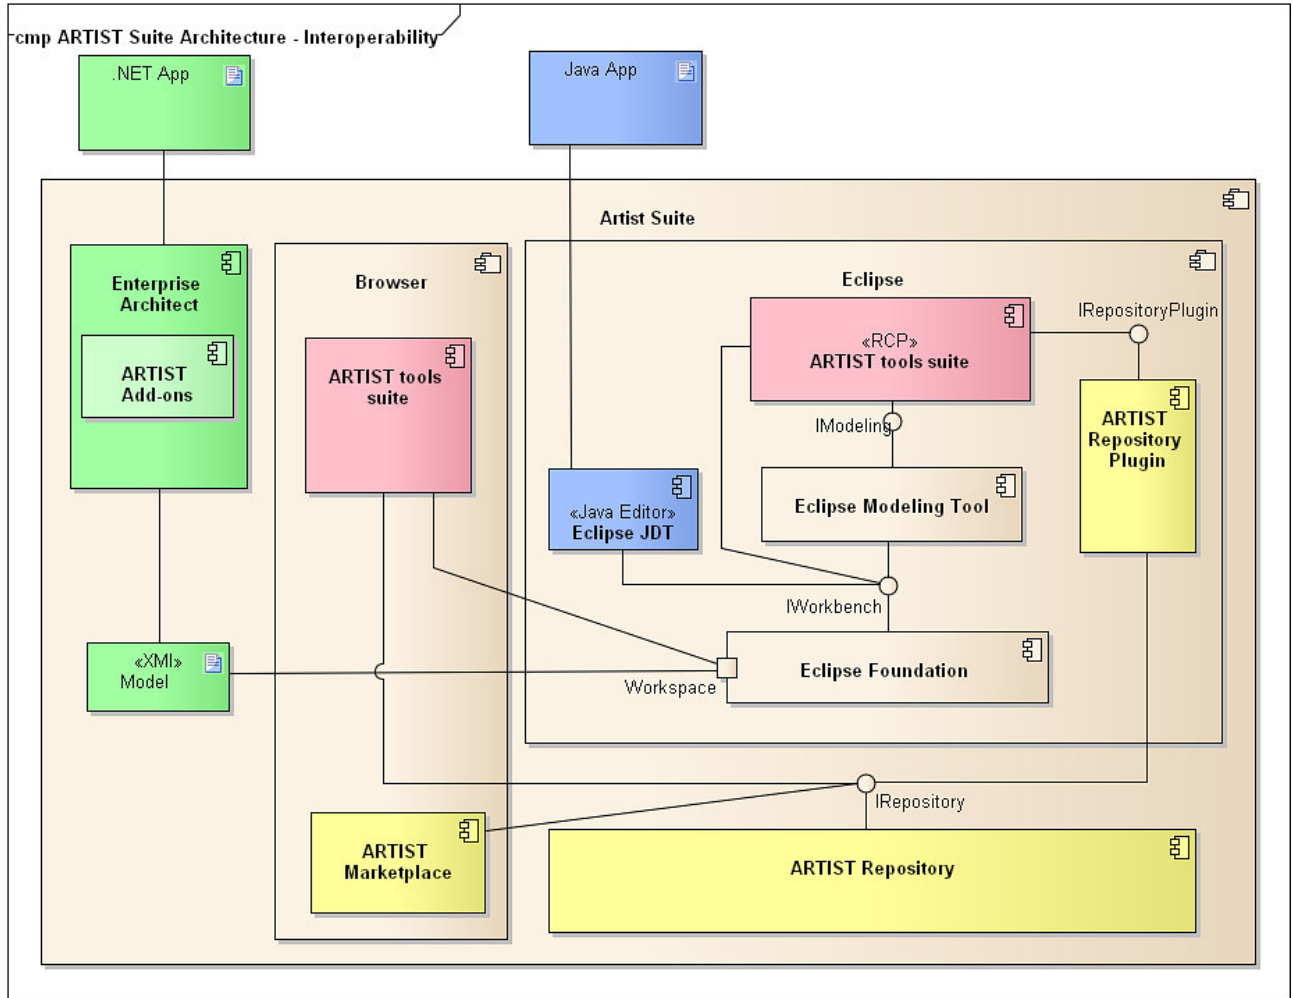 cmp ARTIST Suite Architecture - Interoperability
.NET App
Java App
Artist Suite
Enterprise
Architect
ARTIST
Add-ons
Browser
ARTIST tools
suite
Eclipse
«RCP»
ARTIST tools suite
IRepositoryPlugin
IModeling
ARTIST
Repository
Plugin
Eclipse Modeling Tool
«Java Editor»
Eclipse JDT
IWorkbench
«XMI»
Model
Eclipse Foundation
Workspace
IRepository
ARTIST
Marketplace
ARTIST Repository